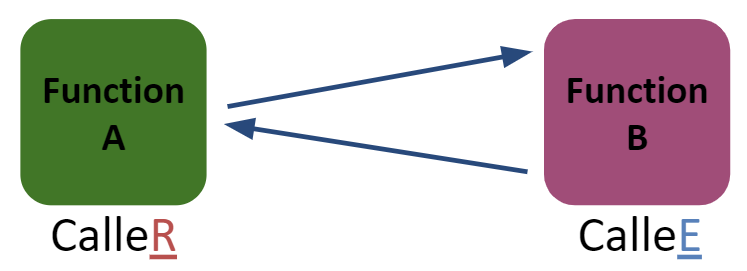 Function
A
CalleR
Function
B
CalleE